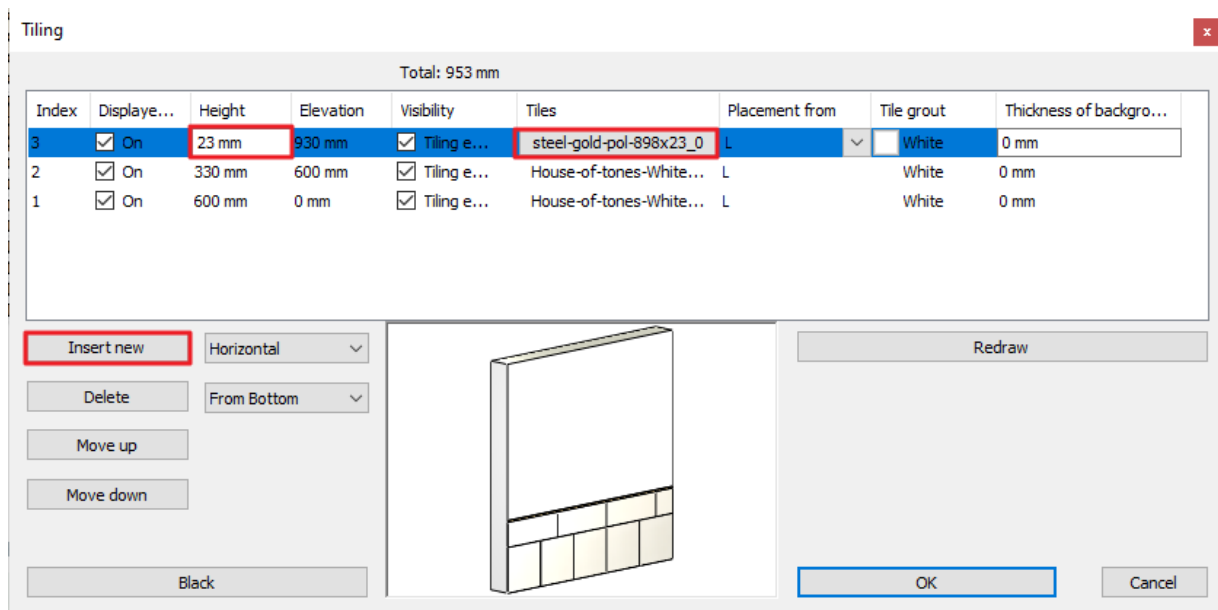 Tiling
x
Total: 953 mm
Index Displaye... Height Elevation Visibility Tiles Placement from Tile grout Thickness of backgro...
3 On 23 mm 930 mm Tiling e... steel-gold-pol-898x23_0 L White 0 mm
2 On 330 mm 600 mm Tiling e... House-of-tones-White... L White 0 mm
1 On 600 mm 0 mm Tiling e... House-of-tones-White... L White 0 mm
Insert new Horizontal Redraw
Delete From Bottom
Move up
Move down
Black OK Cancel